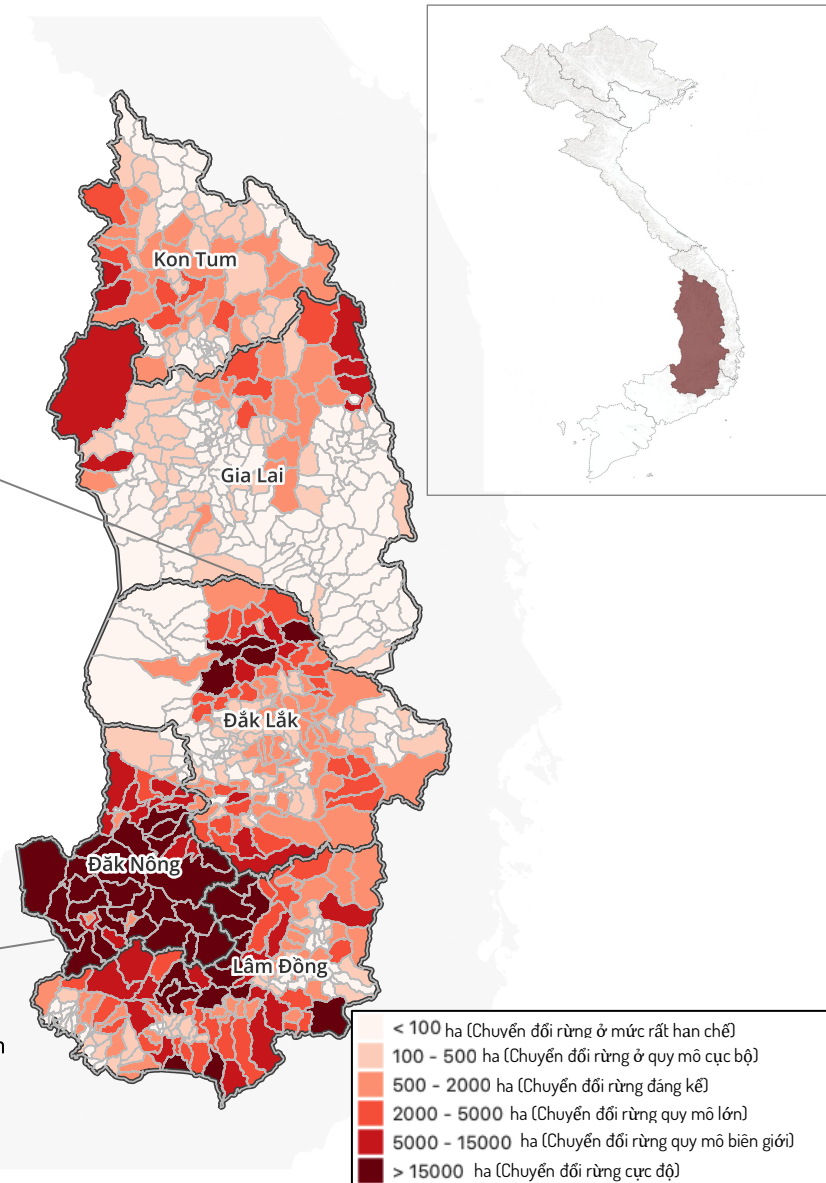 Kon Tum
Gia Lai
Đắk Lắk
Đăk Nông
Lâm Đồng
< 100 ha (Chuyển đổi rừng ở mức rất hạn chế)
100 - 500 ha (Chuyển đổi rừng ở quy mô cục bộ)
500 - 2000 ha (Chuyển đổi rừng đáng kể)
2000 - 5000 ha (Chuyển đổi rừng quy mô lớn)
5000 - 15000 ha (Chuyển đổi rừng quy mô biên giới)
> 15000 ha (Chuyển đổi rừng cực độ)